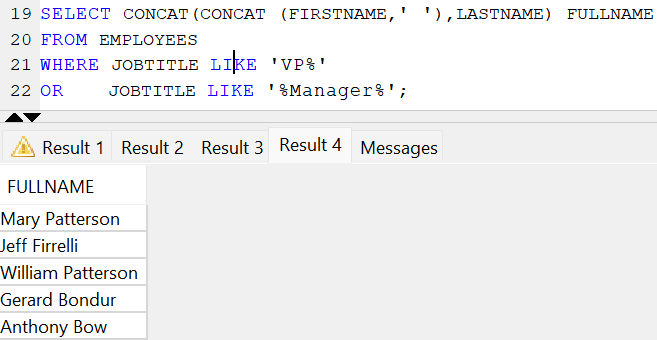 19 SELECT CONCAT(CONCAT (FIRSTNAME,' '),LASTNAME) FULLNAME
20 FROM EMPLOYEES
21 WHERE JOBTITLE LIKE 'VP%'
22 OR JOBTITLE LIKE '%Manager%';
Result 1 Result 2 Result 3 Result 4 Messages
FULLNAME
Mary Patterson
Jeff Firrelli
William Patterson
Gerard Bondur
Anthony Bow